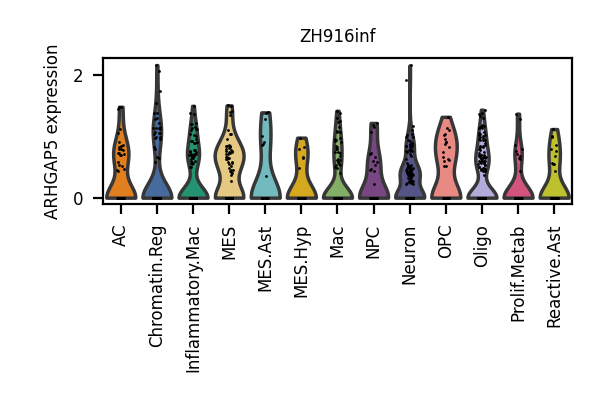 ZH916inf
ARHGAP5 expression
2
0
AC
Chromatin.Reg
Inflammatory.Mac
MES
MES.Ast
MES.Hyp
Mac
NPC
Neuron
OPC
Oligo
Prolif.Metab
Reactive.Ast